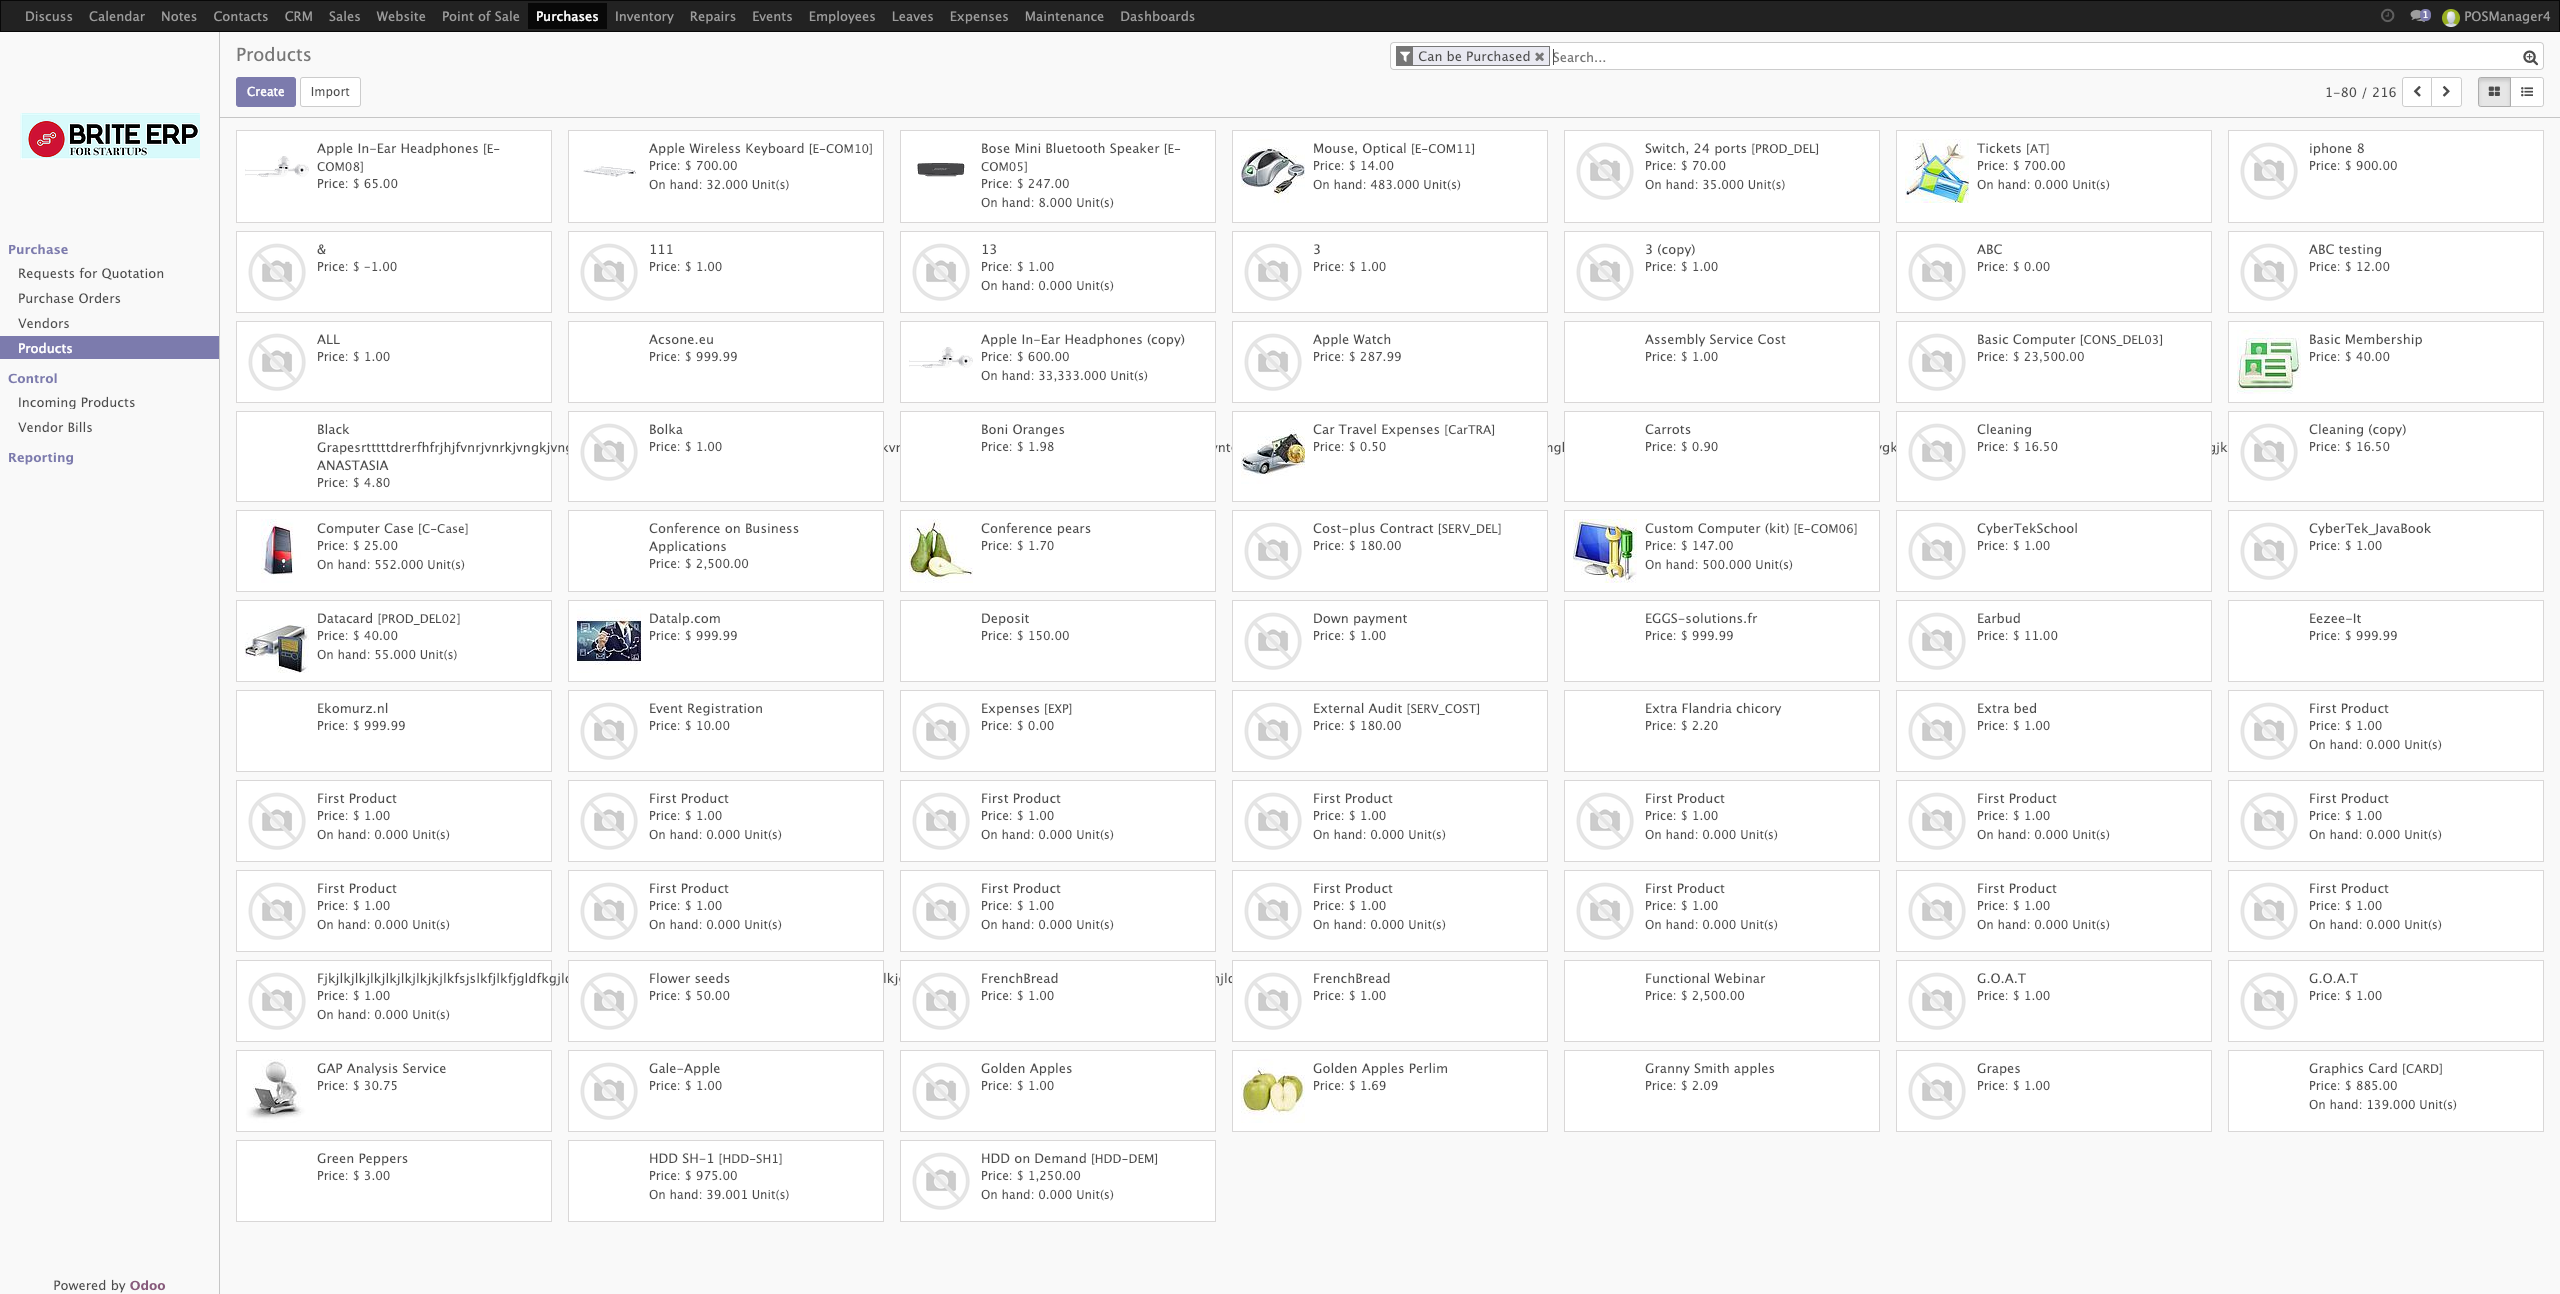 Discuss Calendar Notes Contacts CRM Sales Website Point of Sale Purchases Inventory Repairs Events Employees Leaves Expenses Maintenance Dashboards 1 POSManager4
BRITE ERP
FOR STARTUPS
Purchase
Requests for Quotation
Purchase Orders
Vendors
Products
Control
Incoming Products
Vendor Bills
Reporting
Powered by Odoo
Products
Can be Purchased Search...
Create Import
1-80 / 216
Apple In-Ear Headphones [E-
COM08]
Price: $ 65.00
Apple Wireless Keyboard [E-COM10]
Price: $ 700.00
On hand: 32.000 Unit(s)
Bose Mini Bluetooth Speaker [E-
COM05]
Price: $ 247.00
On hand: 8.000 Unit(s)
Mouse, Optical [E-COM11]
Price: $ 14.00
On hand: 483.000 Unit(s)
Switch, 24 ports [PROD_DEL]
Price: $ 70.00
On hand: 35.000 Unit(s)
Tickets [AT]
Price: $ 700.00
On hand: 0.000 Unit(s)
iphone 8
Price: $ 900.00
&
Price: $ -1.00
111
Price: $ 1.00
13
Price: $ 1.00
On hand: 0.000 Unit(s)
3
Price: $ 1.00
3 (copy)
Price: $ 1.00
ABC
Price: $ 0.00
ABC testing
Price: $ 12.00
ALL
Price: $ 1.00
Acsone.eu
Price: $ 999.99
Apple In-Ear Headphones (copy)
Price: $ 600.00
On hand: 33,333.000 Unit(s)
Apple Watch
Price: $ 287.99
Assembly Service Cost
Price: $ 1.00
Basic Computer [CONS_DEL03]
Price: $ 23,500.00
Basic Membership
Price: $ 40.00
Black
Grapesrtttttdrerfhfrjhjfvnrjvnrkjvngkjvng
ANASTASIA
Price: $ 4.80
Bolka
Price: $ 1.00
Boni Oranges
Price: $ 1.98
Car Travel Expenses [CarTRA]
Price: $ 0.50
Carrots
Price: $ 0.90
Cleaning
Price: $ 16.50
Cleaning (copy)
Price: $ 16.50
Computer Case [C-Case]
Price: $ 25.00
On hand: 552.000 Unit(s)
Conference on Business
Applications
Price: $ 2,500.00
Conference pears
Price: $ 1.70
Cost-plus Contract [SERV_DEL]
Price: $ 180.00
Custom Computer (kit) [E-COM06]
Price: $ 147.00
On hand: 500.000 Unit(s)
CyberTekSchool
Price: $ 1.00
CyberTek_JavaBook
Price: $ 1.00
Datacard [PROD_DEL02]
Price: $ 40.00
On hand: 55.000 Unit(s)
Datalp.com
Price: $ 999.99
Deposit
Price: $ 150.00
Down payment
Price: $ 1.00
EGGS-solutions.fr
Price: $ 999.99
Earbud
Price: $ 11.00
Eezee-It
Price: $ 999.99
Ekomurz.nl
Price: $ 999.99
Event Registration
Price: $ 10.00
Expenses [EXP]
Price: $ 0.00
External Audit [SERV_COST]
Price: $ 180.00
Extra Flandria chicory
Price: $ 2.20
Extra bed
Price: $ 1.00
First Product
Price: $ 1.00
On hand: 0.000 Unit(s)
First Product
Price: $ 1.00
On hand: 0.000 Unit(s)
First Product
Price: $ 1.00
On hand: 0.000 Unit(s)
First Product
Price: $ 1.00
On hand: 0.000 Unit(s)
First Product
Price: $ 1.00
On hand: 0.000 Unit(s)
First Product
Price: $ 1.00
On hand: 0.000 Unit(s)
First Product
Price: $ 1.00
On hand: 0.000 Unit(s)
First Product
Price: $ 1.00
On hand: 0.000 Unit(s)
First Product
Price: $ 1.00
On hand: 0.000 Unit(s)
First Product
Price: $ 1.00
On hand: 0.000 Unit(s)
First Product
Price: $ 1.00
On hand: 0.000 Unit(s)
First Product
Price: $ 1.00
On hand: 0.000 Unit(s)
First Product
Price: $ 1.00
On hand: 0.000 Unit(s)
First Product
Price: $ 1.00
On hand: 0.000 Unit(s)
First Product
Price: $ 1.00
On hand: 0.000 Unit(s)
Price: $ 1.00
On hand: 0.000 Unit(s)
Flower seeds
Price: $ 50.00
FrenchBread
Price: $ 1.00
FrenchBread
Price: $ 1.00
Functional Webinar
Price: $ 2,500.00
G.O.A.T
Price: $ 1.00
G.O.A.T
Price: $ 1.00
GAP Analysis Service
Price: $ 30.75
Gale-Apple
Price: $ 1.00
Golden Apples
Price: $ 1.00
Golden Apples Perlim
Price: $ 1.69
Granny Smith apples
Price: $ 2.09
Grapes
Price: $ 1.00
Graphics Card [CARD]
Price: $ 885.00
On hand: 139.000 Unit(s)
Green Peppers
Price: $ 3.00
HDD SH-1 [HDD-SH1]
Price: $ 975.00
On hand: 39.001 Unit(s)
HDD on Demand [HDD-DEM]
Price: $ 1,250.00
On hand: 0.000 Unit(s)